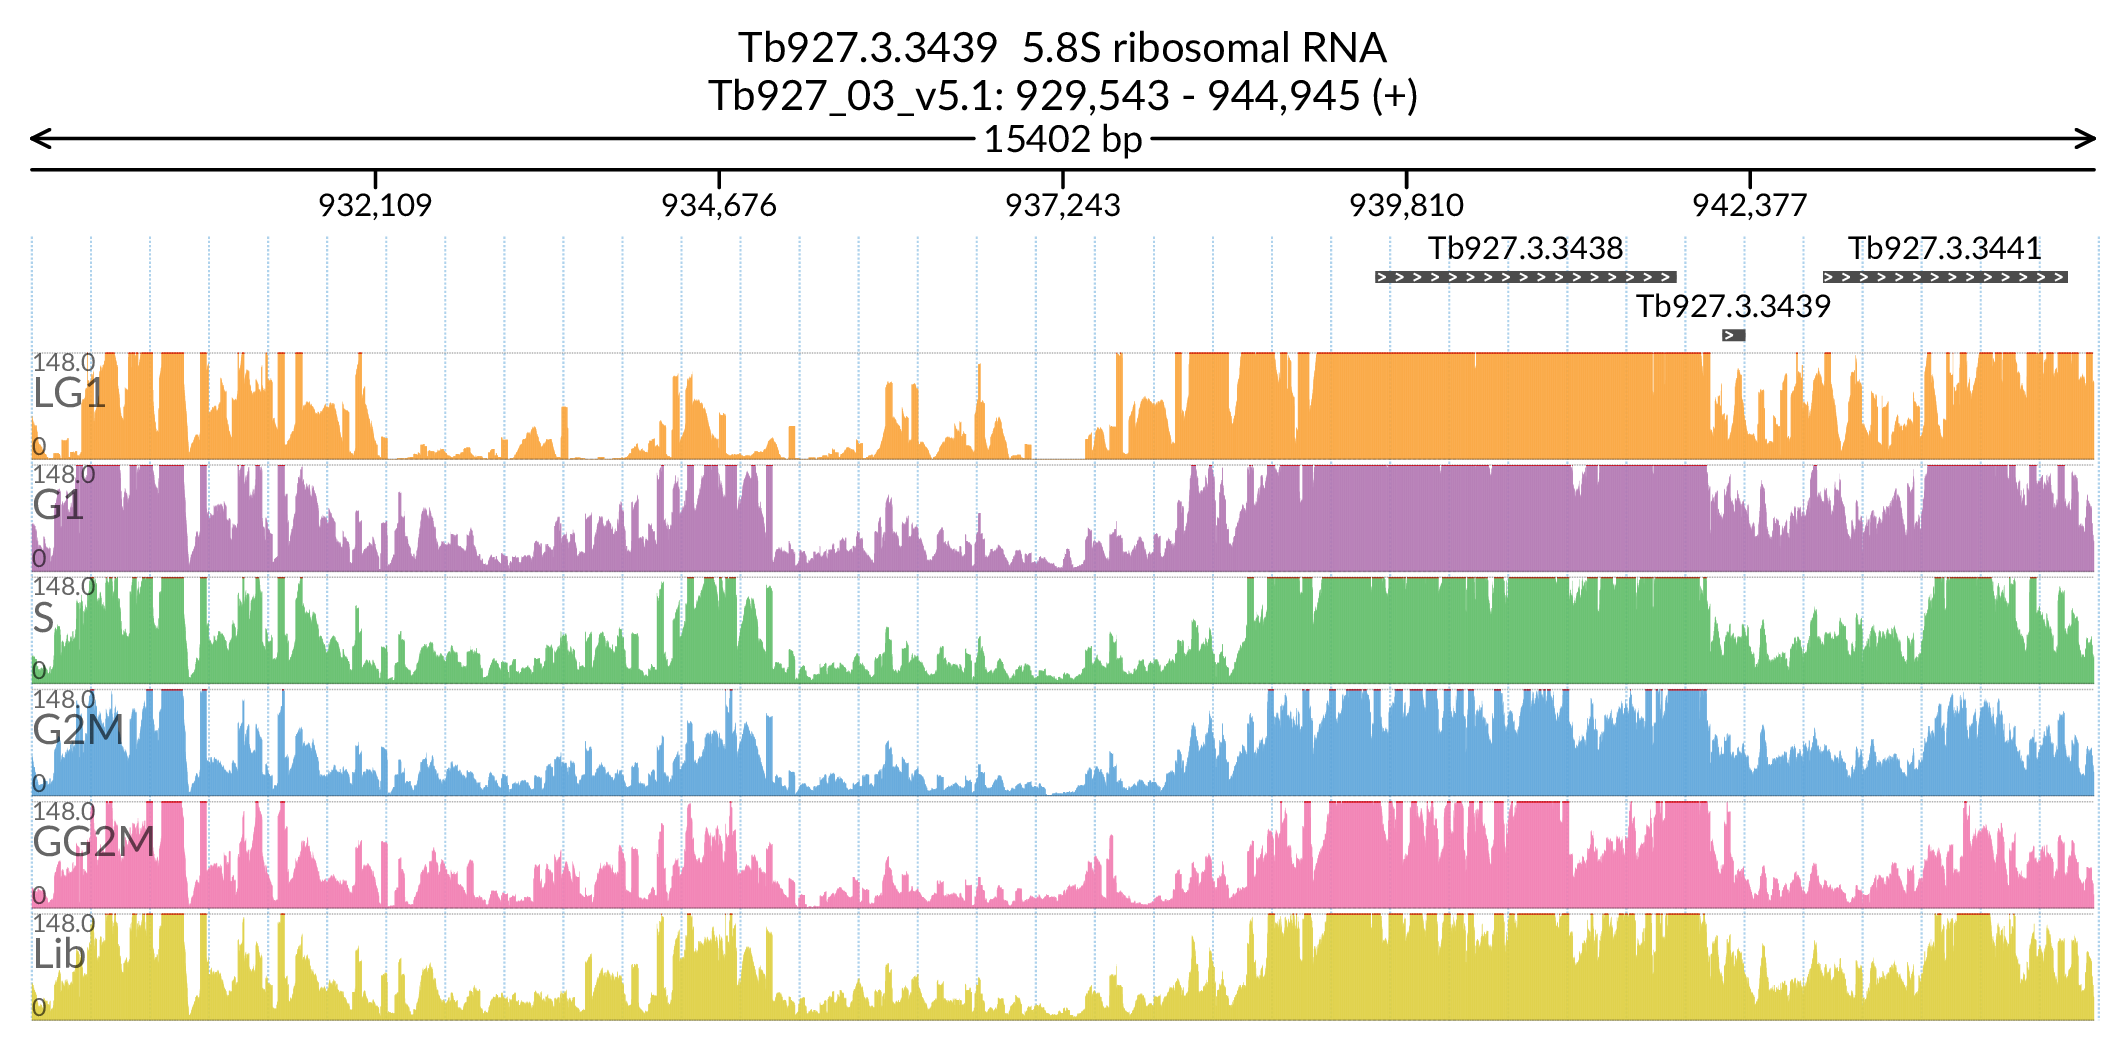 Tb927.3.3439  5.8S ribosomal RNA
Tb927_03_v5.1: 929,543 - 944,945 (+)
15402 bp
932,109 934,676 937,243 939,810 942,377
Tb927.3.3438 Tb927.3.3441
Tb927.3.3439
148.0
LG1
0
148.0
G1
0
148.0
S
0
148.0
G2M
0
148.0
GG2M
0
148.0
Lib
0